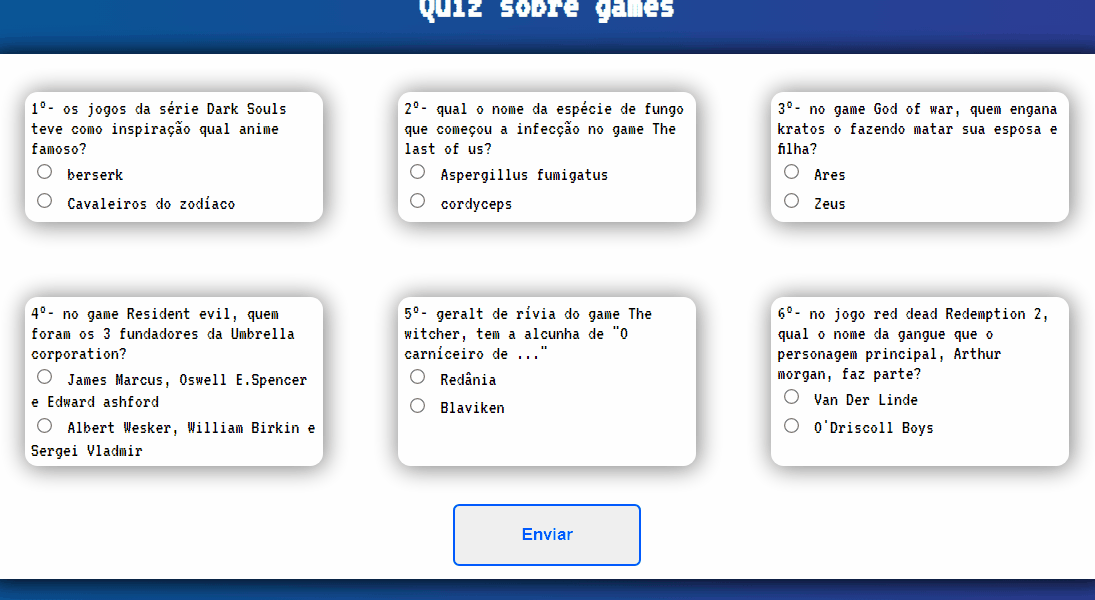 Quiz sobre games
1º- os jogos da série Dark Souls
teve como inspiração qual anime
famoso?
berserk
Cavaleiros do zodíaco
2º- qual o nome da espécie de fungo
que começou a infecção no game The
last of us?
Aspergillus fumigatus
cordyceps
3º- no game God of war, quem engana
kratos o fazendo matar sua esposa e
filha?
Ares
Zeus
4º- no game Resident evil, quem
foram os 3 fundadores da Umbrella
corporation?
James Marcus, Oswell E.Spencer
e Edward ashford
Albert Wesker, William Birkin e
Sergei Vladmir
5º- geralt de rívia do game The
witcher, tem a alcunha de "O
carníceiro de ..."
Redânia
Blaviken
6º- no jogo red dead Redemption 2,
qual o nome da gangue que o
personagem principal, Arthur
morgan, faz parte?
Van Der Linde
O'Driscoll Boys
Enviar